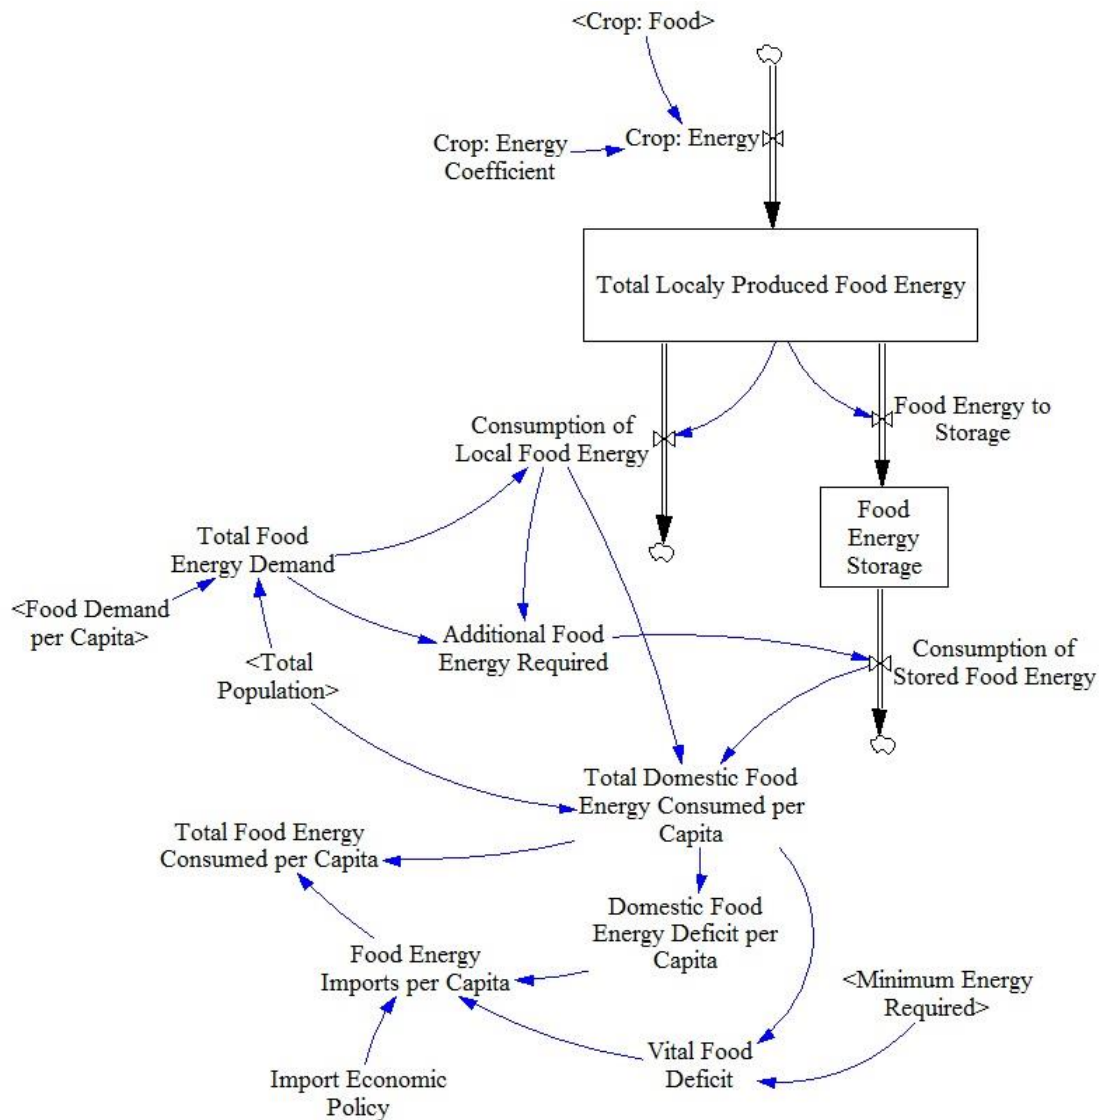 <Crop: Food>
Crop: Energy
Coefficient
Crop: Energy
Total Localy Produced Food Energy
Consumption of
Local Food Energy
Food Energy to
Storage
Food
Energy
Storage
Total Food
Energy Demand
<Food Demand
per Capita>
<Total
Population>
Additional Food
Energy Required
Consumption of
Stored Food Energy
Total Domestic Food
Energy Consumed per
Capita
Total Food Energy
Consumed per Capita
Domestic Food
Energy Deficit per
Capita
Food Energy
Imports per Capita
<Minimum Energy
Required>
Vital Food
Deficit
Import Economic
Policy